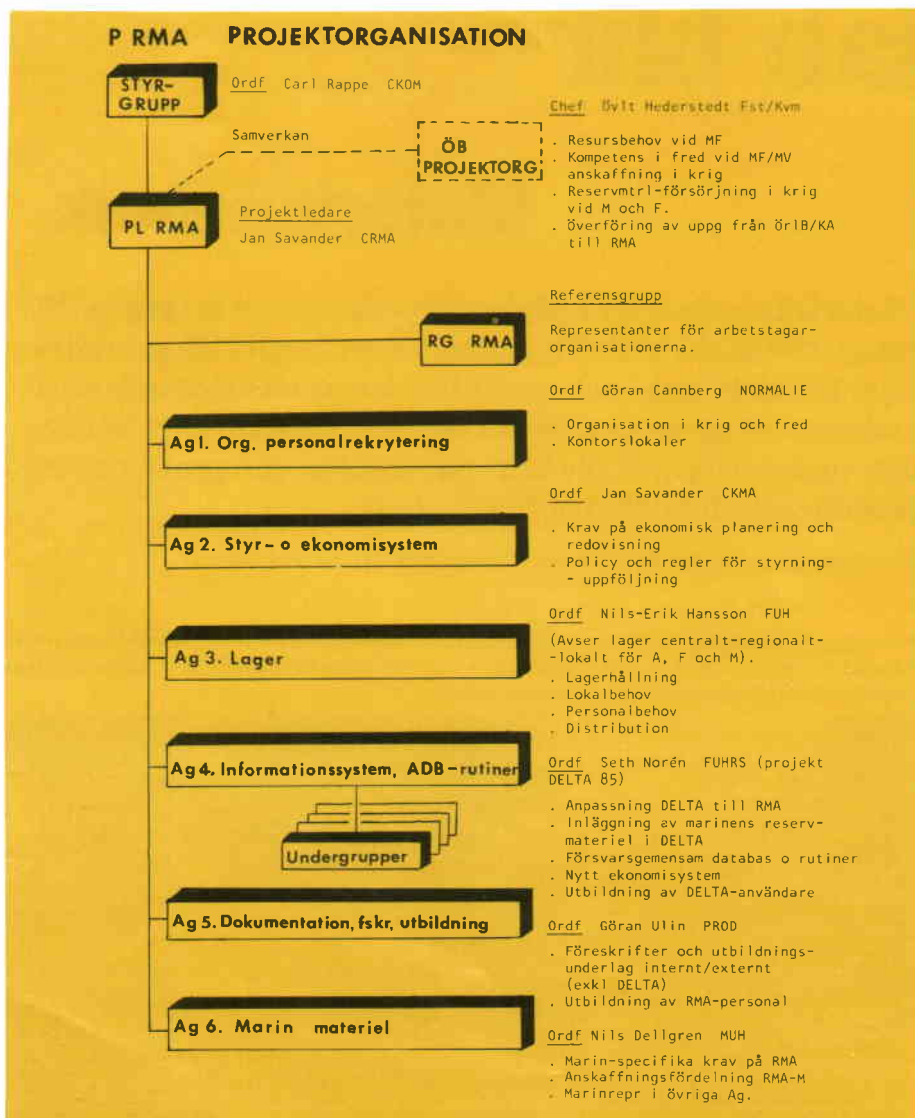 P RMA PROJEKTORGANISATION
STYR-
GRUPP
Ordf Carl Rappe CKOM
Samverkan
ÖB
PROJEKTORG
Chef Övlt Hederstedt Fst/Kvm
. Resursbehov vid MF
. Kompetens i fred vid MF/MV
anskaffning i krig
. Reservmtrl-försörjning i krig
vid M och F.
. Överföring av uppg från örlB/KA
till RMA
PL RMA
Projektledare
Jan Savander CRMA
RG RMA
Referensgrupp
Representanter för arbetstagar-
organisationerna.
Ag1. Org. personalrekrytering
Ordf Göran Cannberg NORMALIE
. Organisation i krig och fred
. Kontorslokaler
Ag 2. Styr- o ekonomisystem
Ordf Jan Savander CKMA
. Krav på ekonomisk planering och
redovisning
. Policy och regler för styrning-
- uppföljning
Ag 3. Lager
Ordf Nils-Erik Hansson FUH
(Avser lager centralt-regionalt-
-lokalt för A, F och M).
. Lagerhållning
. Lokalbehov
. Personalbehov
. Distribution
Ag4. Informationssystem, ADB-rutiner
Undergrupper
Ordf Seth Norén FUHRS (projekt
DELTA 85)
. Anpassning DELTA till RMA
. Inläggning av marinens reserv-
materiel i DELTA
. Försvarsgemensam databas o rutiner
. Nytt ekonomisystem
. Utbildning av DELTA-användare
Ag 5. Dokumentation, fskr, utbildning
Ordf Göran Ulin PROD
. Föreskrifter och utbildnings-
underlag internt/externt
(exkl DELTA)
. Utbildning av RMA-personal
Ag 6. Marin materiel
Ordf Nils Dellgren MUH
. Marin-specifika krav på RMA
. Anskaffningsfördelning RMA-M
. Marinrepr i övriga Ag.